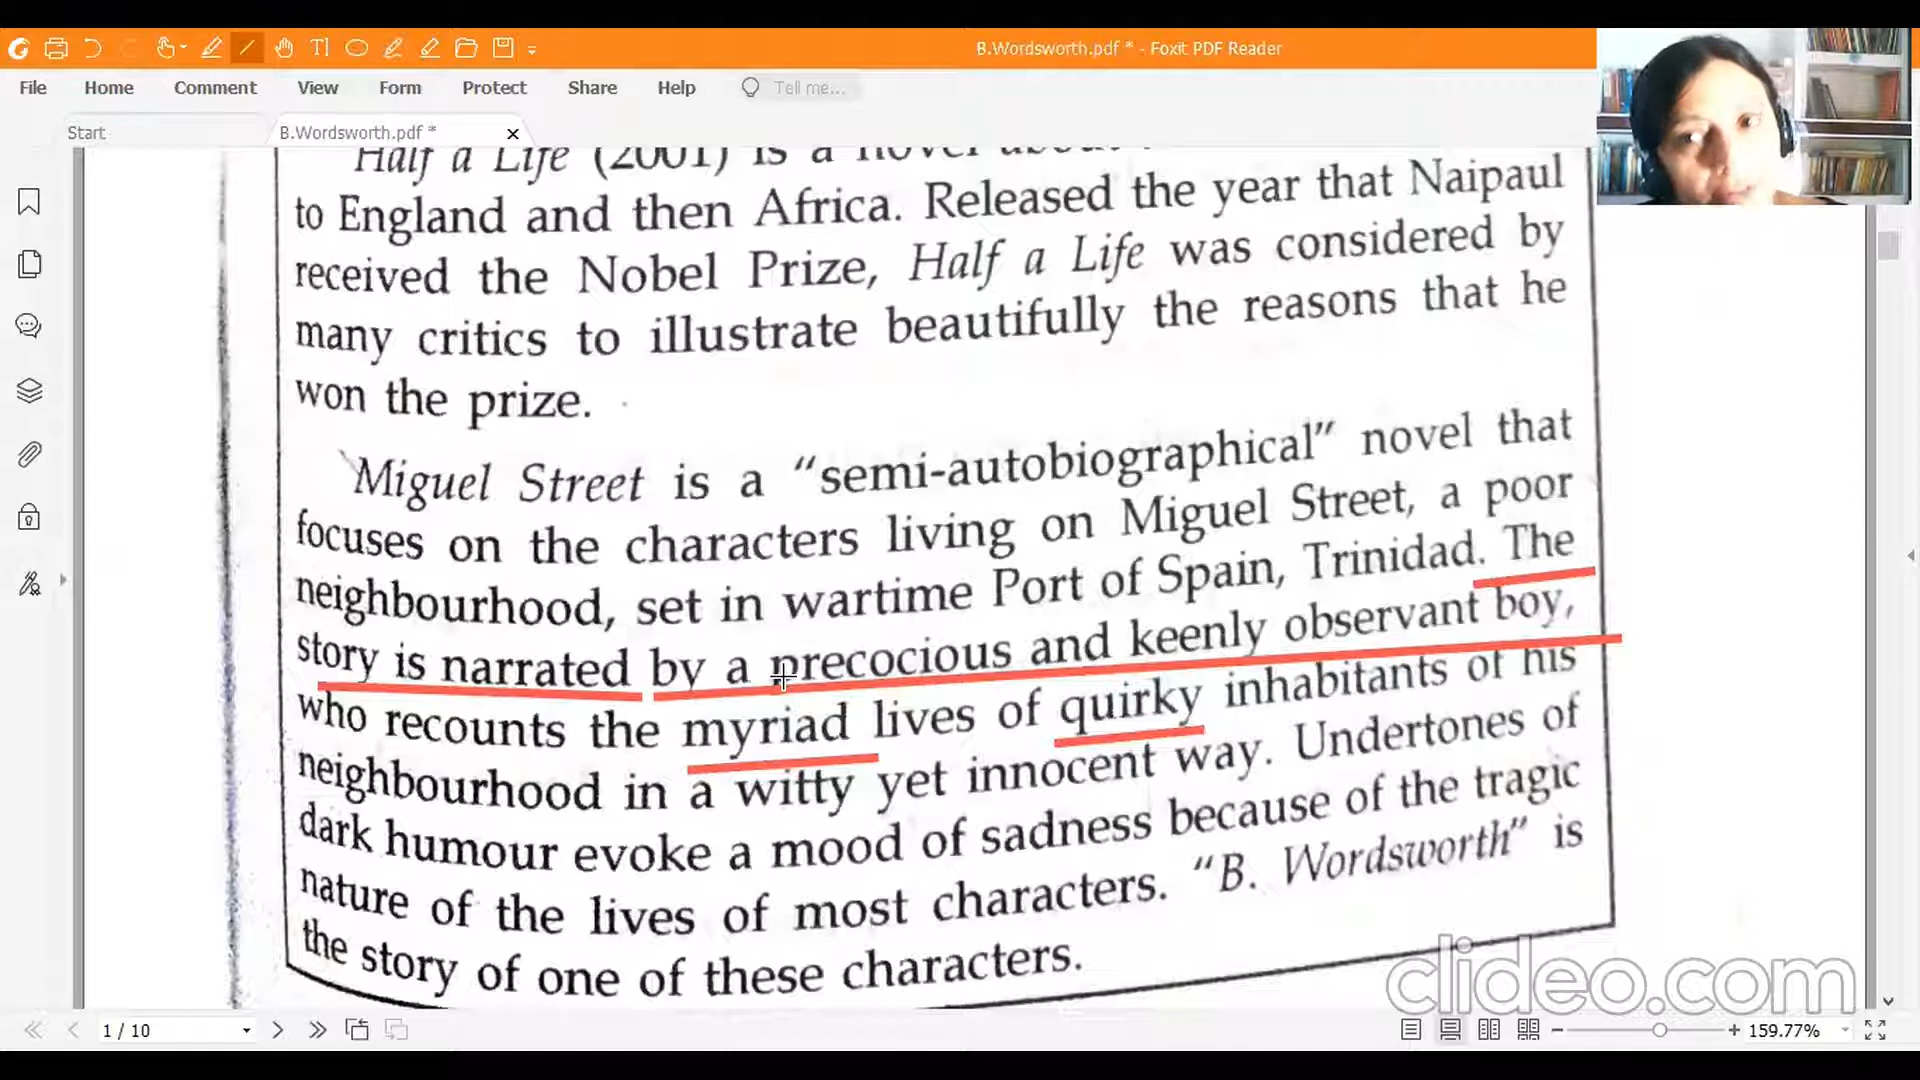 B.Wordsworth.pdf * - Foxit PDF Reader
File Home Comment View Form Protect Share Help Tell me...
Start B.Wordsworth.pdf *
Half a Life (2001) is a novel
to England and then Africa. Released the year that Naipaul
received the Nobel Prize, Half a Life was considered by
many critics to illustrate beautifully the reasons that he
won the prize.
Miguel Street is a “semi-autobiographical” novel that
focuses on the characters living on Miguel Street, a poor
neighbourhood, set in wartime Port of Spain, Trinidad. The
story is narrated by a precocious and keenly observant boy,
who recounts the myriad lives of quirky inhabitants of his
neighbourhood in a witty yet innocent way. Undertones of
dark humour evoke a mood of sadness because of the tragic
nature of the lives of most characters. “B. Wordsworth” is
the story of one of these characters.
clideo.com
1 / 10
159.77%